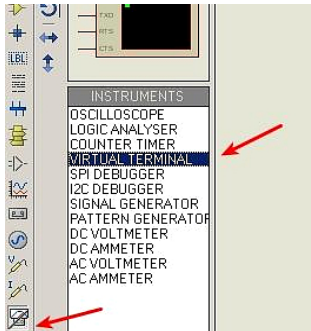 TXD
RTS
CTS
LBL
INSTRUMENTS
OSCILLOSCOPE
LOGIC ANALYSER
COUNTER TIMER
VIRTUAL TERMINAL
SPI DEBUGGER
I2C DEBUGGER
SIGNAL GENERATOR
PATTERN GENERATOR
DC VOLTMETER
DC AMMETER
AC VOLTMETER
AC AMMETER
V
I